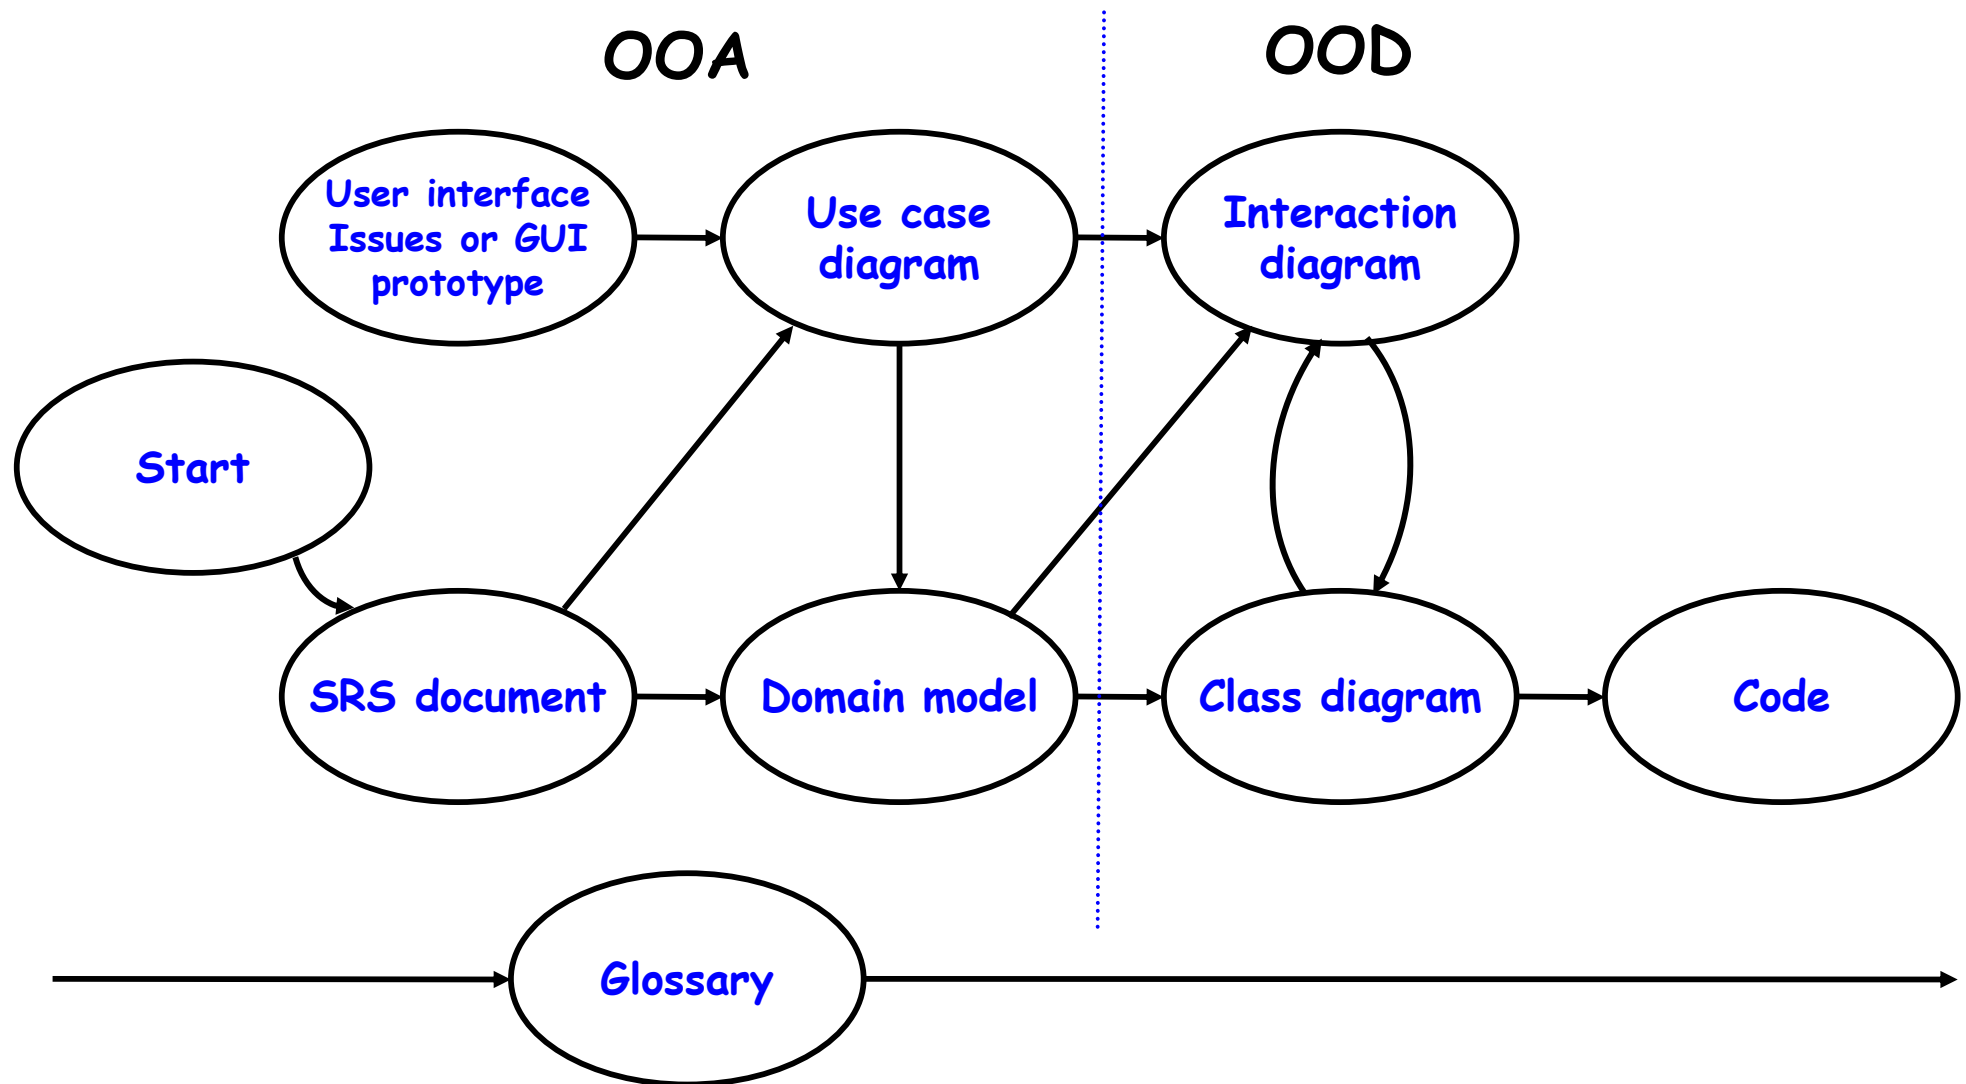 OOA
OOD
User interface
Issues or GUI
prototype
Use case
diagram
Interaction
diagram
Start
SRS document
Domain model
Class diagram
Code
Glossary